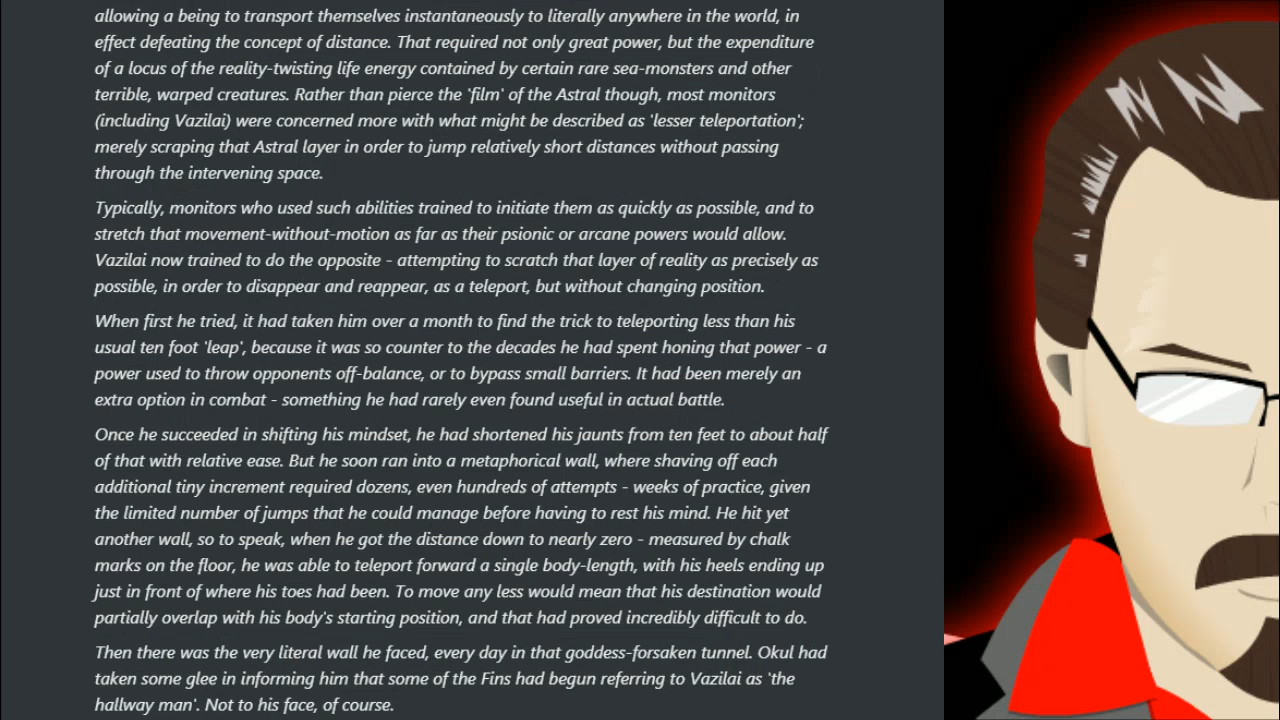 allowing a being to transport themselves instantaneously to literally anywhere in the world, in
effect defeating the concept of distance. That required not only great power, but the expenditure
of a locus of the reality-twisting life energy contained by certain rare sea-monsters and other
terrible, warped creatures. Rather than pierce the 'film' of the Astral though, most monitors
(including Vazilai) were concerned more with what might be described as 'lesser teleportation';
merely scraping that Astral layer in order to jump relatively short distances without passing
through the intervening space.
Typically, monitors who used such abilities trained to initiate them as quickly as possible, and to
stretch that movement-without-motion as far as their psionic or arcane powers would allow.
Vazilai now trained to do the opposite - attempting to scratch that layer of reality as precisely as
possible, in order to disappear and reappear, as a teleport, but without changing position.
When first he tried, it had taken him over a month to find the trick to teleporting less than his
usual ten foot 'leap', because it was so counter to the decades he had spent honing that power - a
power used to throw opponents off-balance, or to bypass small barriers. It had been merely an
extra option in combat - something he had rarely even found useful in actual battle.
Once he succeeded in shifting his mindset, he had shortened his jaunts from ten feet to about half
of that with relative ease. But he soon ran into a metaphorical wall, where shaving off each
additional tiny increment required dozens, even hundreds of attempts - weeks of practice, given
the limited number of jumps that he could manage before having to rest his mind. He hit yet
another wall, so to speak, when he got the distance down to nearly zero - measured by chalk
marks on the floor, he was able to teleport forward a single body-length, with his heels ending up
just in front of where his toes had been. To move any less would mean that his destination would
partially overlap with his body's starting position, and that had proved incredibly difficult to do.
Then there was the very literal wall he faced, every day in that goddess-forsaken tunnel. Okul had
taken some glee in informing him that some of the Fins had begun referring to Vazilai as 'the
hallway man'. Not to his face, of course.